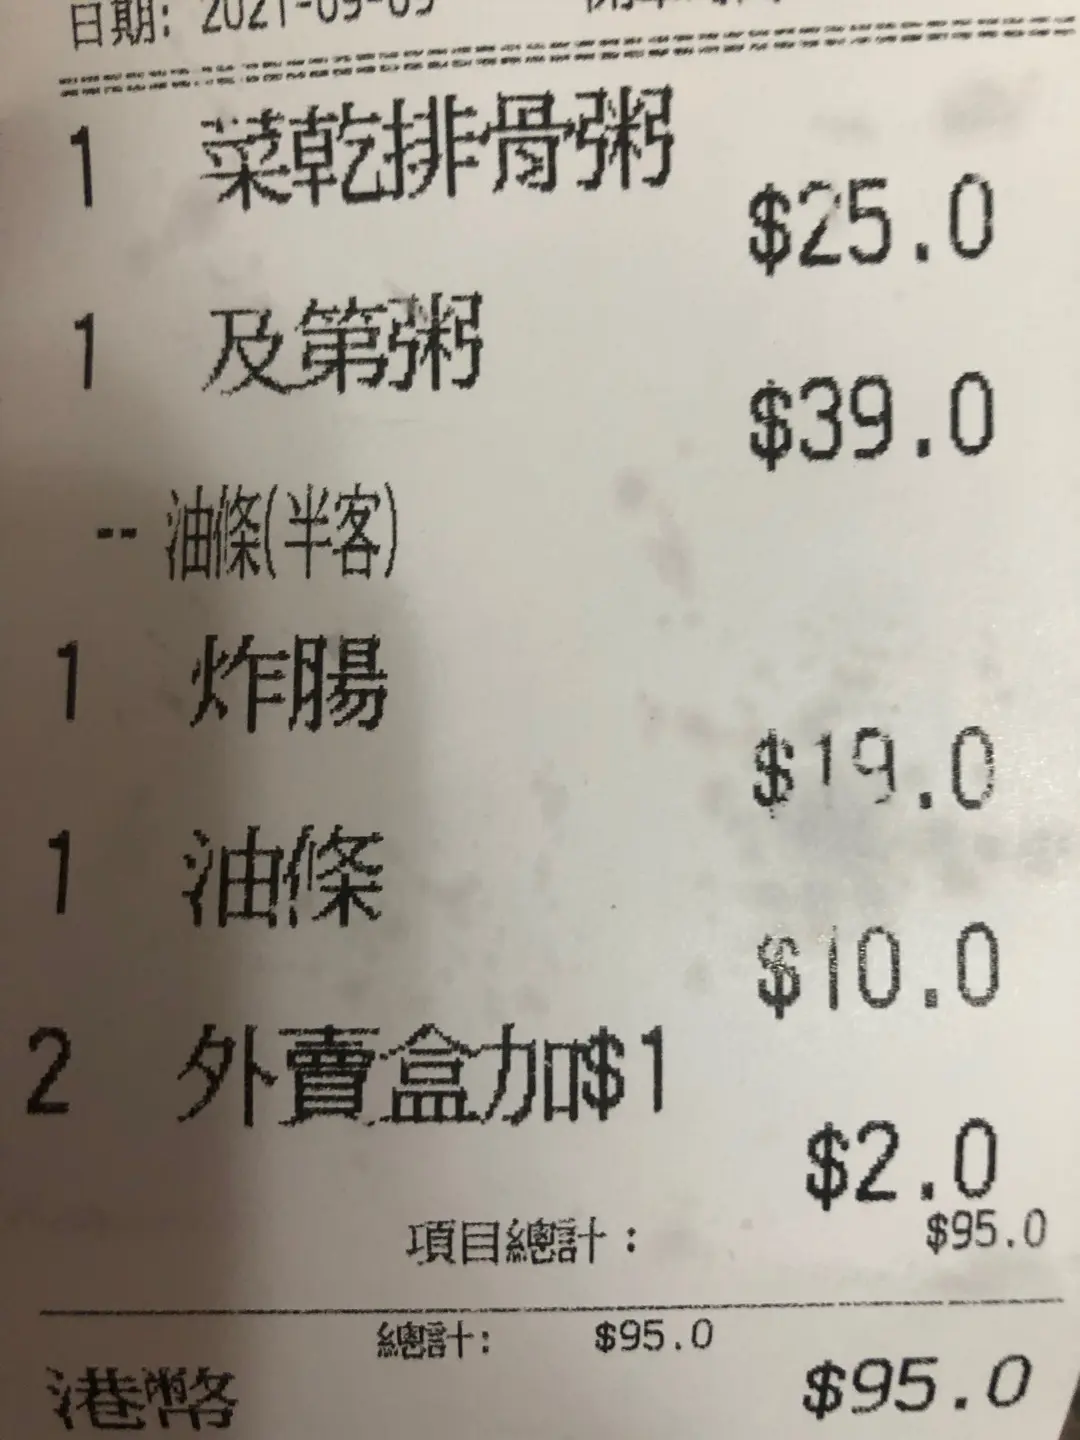 日期: 2021-09-09
1 菜乾排骨粥
$25.0
1 及第粥
$39.0
-- 油條(半客)
1 炸腸
$19.0
1 油條
$10.0
2 外賣盒加$1
$2.0
項目總計: $95.0
總計: $95.0
港幣 $95.0